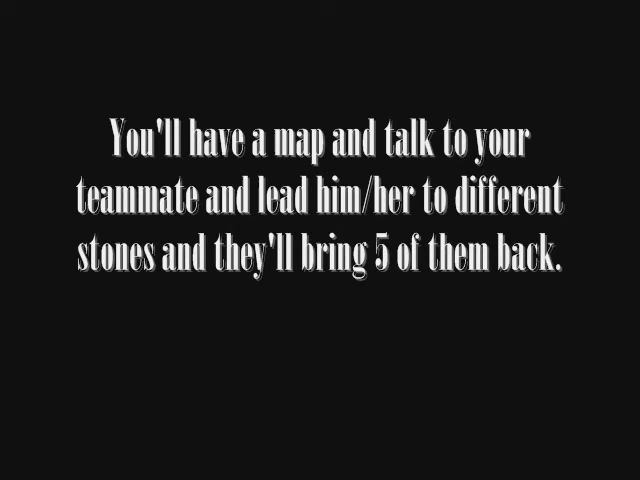 You'll have a map and talk to your
teammate and lead him/her to different
stones and they'll bring 5 of them back.